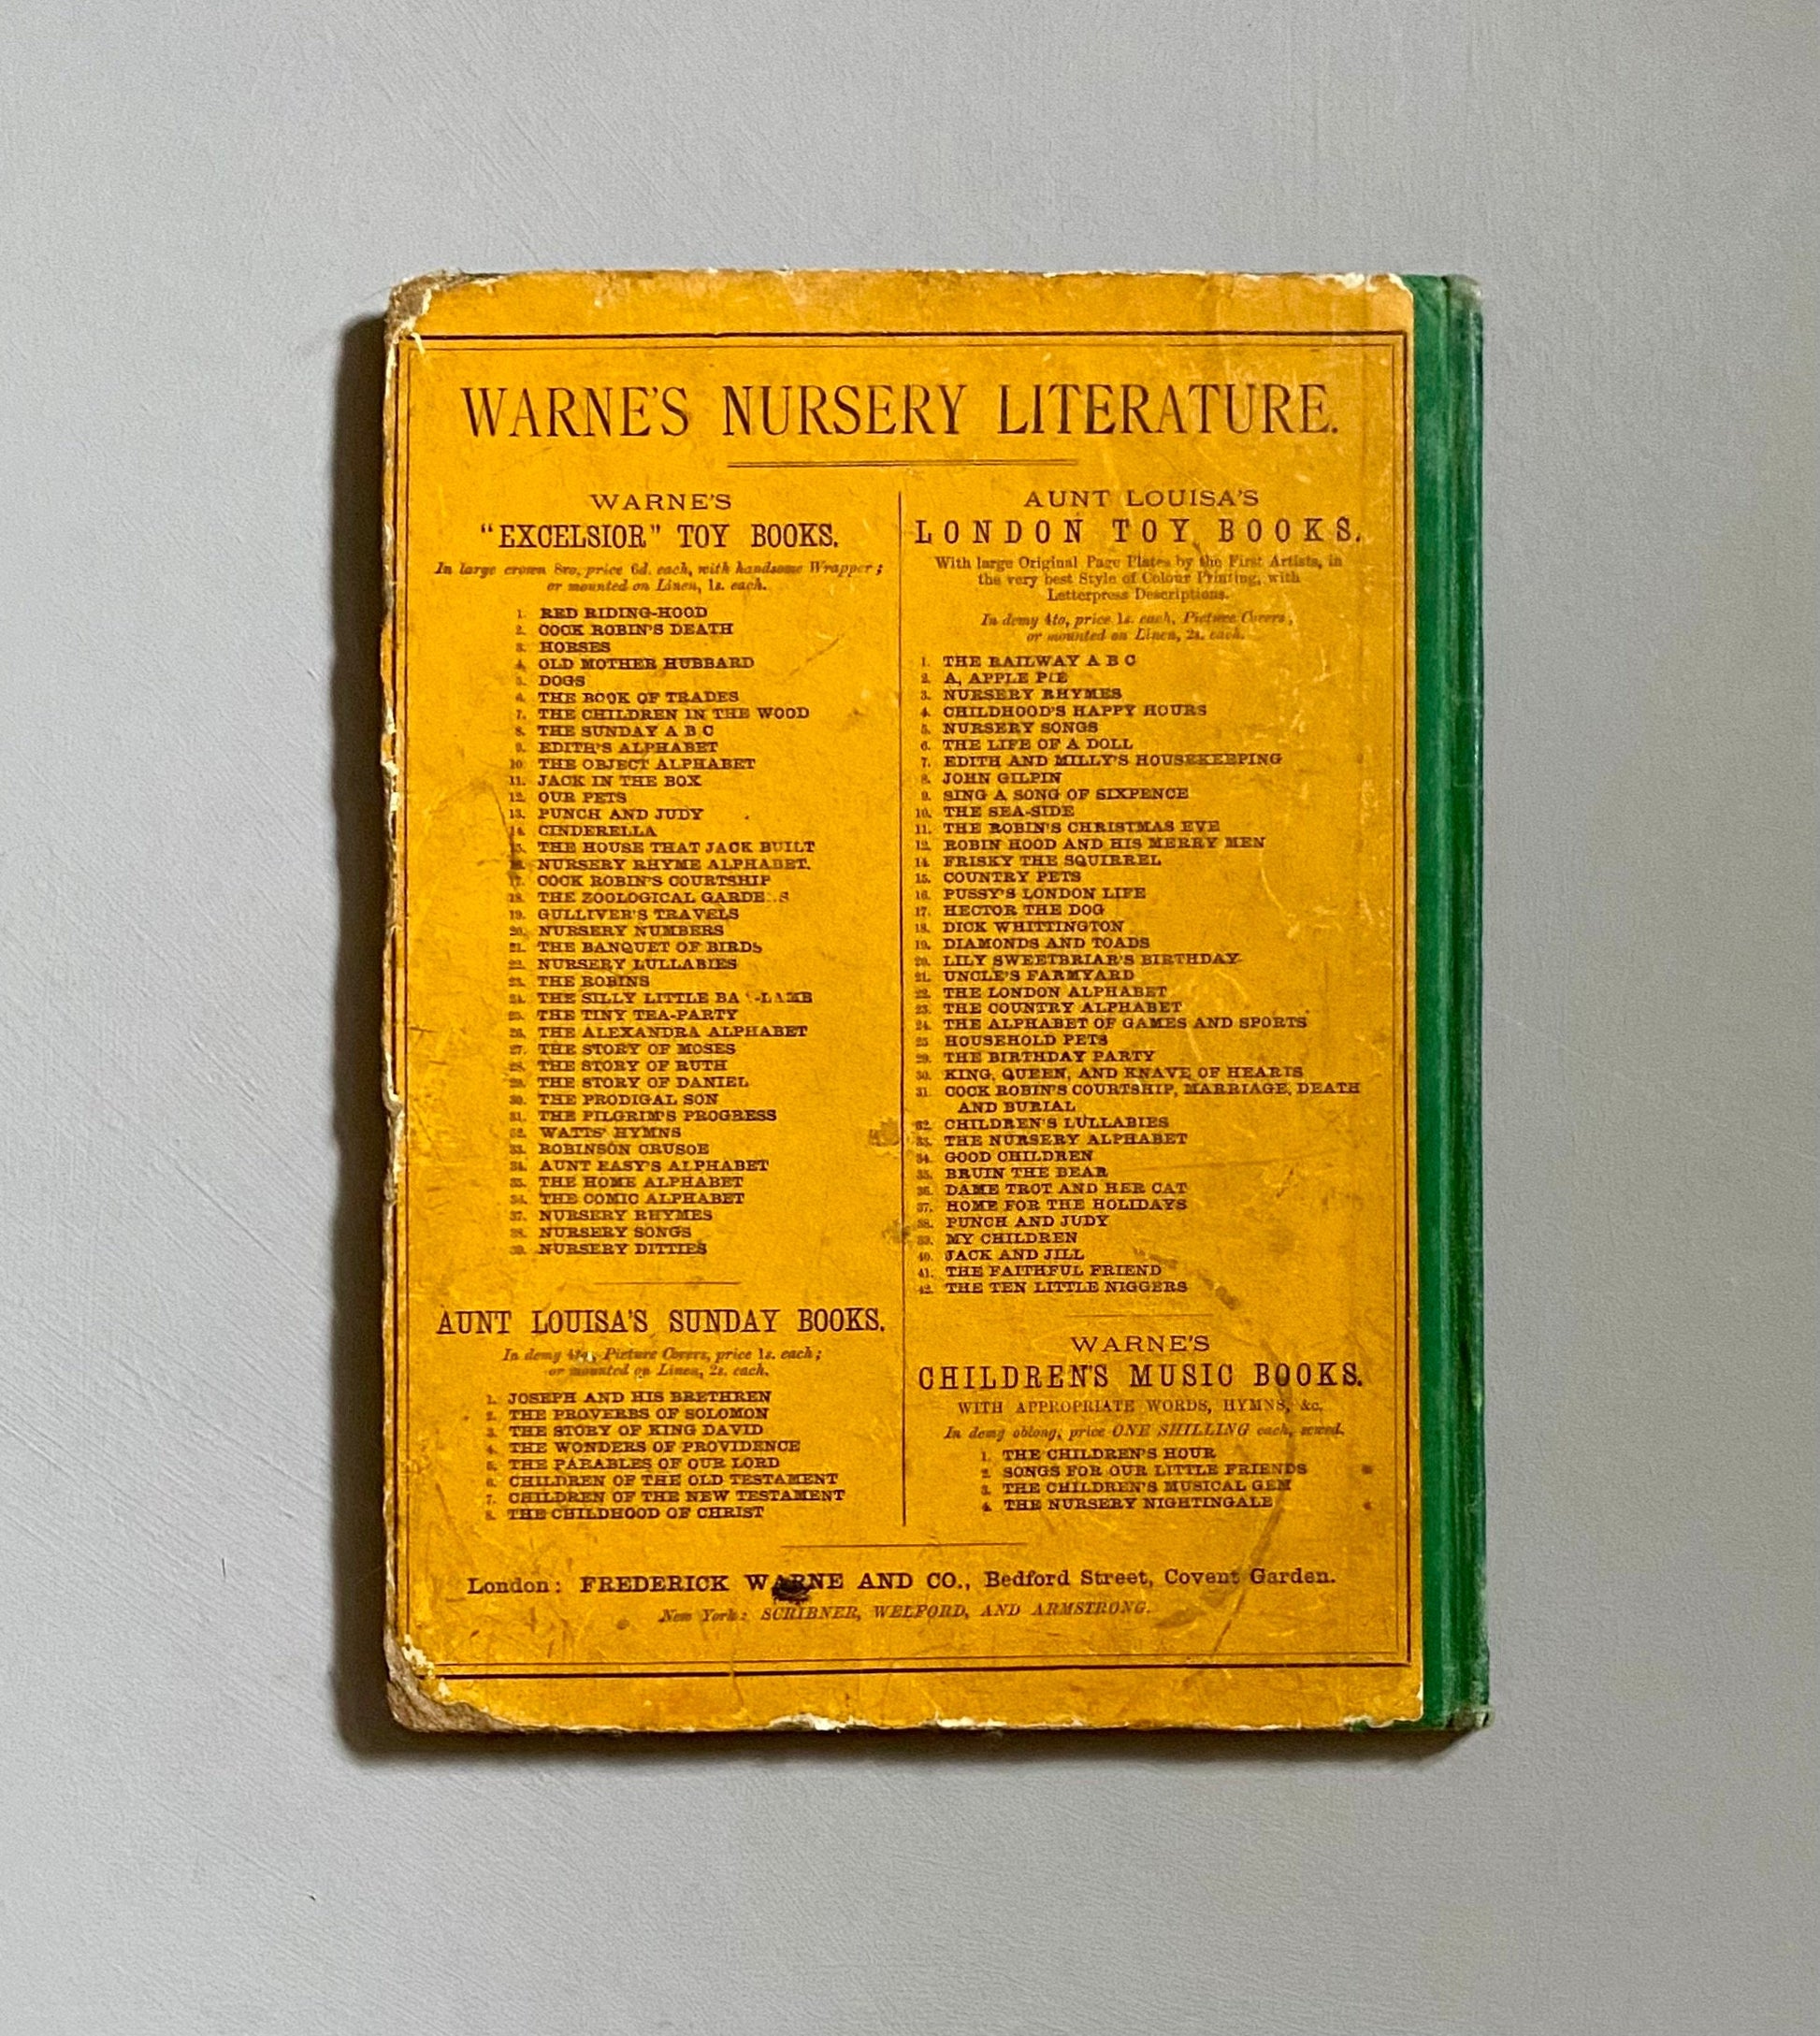 WARNE'S NURSERY LITERATURE.
WARNE'S
"EXCELSIOR" TOY BOOKS.
In large crown 8vo, price 6d. each, with handsome Wrapper;
or mounted on Linen, 1s. each.
1. RED RIDING-HOOD
2. COCK ROBIN'S DEATH
3. HORSES
4. OLD MOTHER HUBBARD
5. DOGS
6. THE BOOK OF TRADES
7. THE CHILDREN IN THE WOOD
8. THE SUNDAY A B C
9. EDITH'S ALPHABET
10. THE OBJECT ALPHABET
11. JACK IN THE BOX
12. OUR PETS
13. PUNCH AND JUDY
14. CINDERELLA
15. THE HOUSE THAT JACK BUILT
16. NURSERY RHYME ALPHABET.
17. COCK ROBIN'S COURTSHIP
18. THE ZOOLOGICAL GARDENS
19. GULLIVER'S TRAVELS
20. NURSERY NUMBERS
21. THE BANQUET OF BIRDS
22. NURSERY LULLABIES
23. THE ROBINS
24. THE SILLY LITTLE BAA-LAMB
25. THE TINY TEA-PARTY
26. THE ALEXANDRA ALPHABET
27. THE STORY OF MOSES
28. THE STORY OF RUTH
29. THE STORY OF DANIEL
30. THE PRODIGAL SON
31. THE PILGRIM'S PROGRESS
32. WATTS' HYMNS
33. ROBINSON CRUSOE
34. AUNT EASY'S ALPHABET
35. THE HOME ALPHABET
36. THE COMIC ALPHABET
37. NURSERY RHYMES
38. NURSERY SONGS
39. NURSERY DITTIES
AUNT LOUISA'S SUNDAY BOOKS.
In demy 4to, Picture Covers, price 1s. each;
or mounted on Linen, 2s. each.
1. JOSEPH AND HIS BRETHREN
2. THE PROVERBS OF SOLOMON
3. THE STORY OF KING DAVID
4. THE WONDERS OF PROVIDENCE
5. THE PARABLES OF OUR LORD
6. CHILDREN OF THE OLD TESTAMENT
7. CHILDREN OF THE NEW TESTAMENT
8. THE CHILDHOOD OF CHRIST
AUNT LOUISA'S
LONDON TOY BOOKS.
With large Original Page Plates by the First Artists, in
the very best Style of Colour Printing, with
Letterpress Descriptions.
In demy 4to, price 1s. each, Picture Covers;
or mounted on Linen, 2s. each.
1. THE RAILWAY A B C
2. A, APPLE PIE
3. NURSERY RHYMES
4. CHILDHOOD'S HAPPY HOURS
5. NURSERY SONGS
6. THE LIFE OF A DOLL
7. EDITH AND MILLY'S HOUSEKEEPING
8. JOHN GILPIN
9. SING A SONG OF SIXPENCE
10. THE SEA-SIDE
11. THE ROBIN'S CHRISTMAS EVE
12. ROBIN HOOD AND HIS MERRY MEN
14. FRISKY THE SQUIRREL
15. COUNTRY PETS
16. PUSSY'S LONDON LIFE
17. HECTOR THE DOG
18. DICK WHITTINGTON
19. DIAMONDS AND TOADS
20. LILY SWEETBRIAR'S BIRTHDAY
21. UNCLE'S FARMYARD
22. THE LONDON ALPHABET
23. THE COUNTRY ALPHABET
24. THE ALPHABET OF GAMES AND SPORTS
25 HOUSEHOLD PETS
29. THE BIRTHDAY PARTY
30. KING, QUEEN, AND KNAVE OF HEARTS
31. COCK ROBIN'S COURTSHIP, MARRIAGE, DEATH
AND BURIAL
32. CHILDREN'S LULLABIES
33. THE NURSERY ALPHABET
34. GOOD CHILDREN
35. BRUIN THE BEAR
36. DAME TROT AND HER CAT
37. HOME FOR THE HOLIDAYS
38. PUNCH AND JUDY
39. MY CHILDREN
40. JACK AND JILL
41. THE FAITHFUL FRIEND
42. THE TEN LITTLE NIGGERS
WARNE'S
CHILDREN'S MUSIC BOOKS.
WITH APPROPRIATE WORDS, HYMNS, &c.
In demy oblong, price ONE SHILLING each, sewed.
1. THE CHILDREN'S HOUR
2. SONGS FOR OUR LITTLE FRIENDS
3. THE CHILDREN'S MUSICAL GEM
4. THE NURSERY NIGHTINGALE
London: FREDERICK WARNE AND CO., Bedford Street, Covent Garden.
New York: SCRIBNER, WELFORD, AND ARMSTRONG.